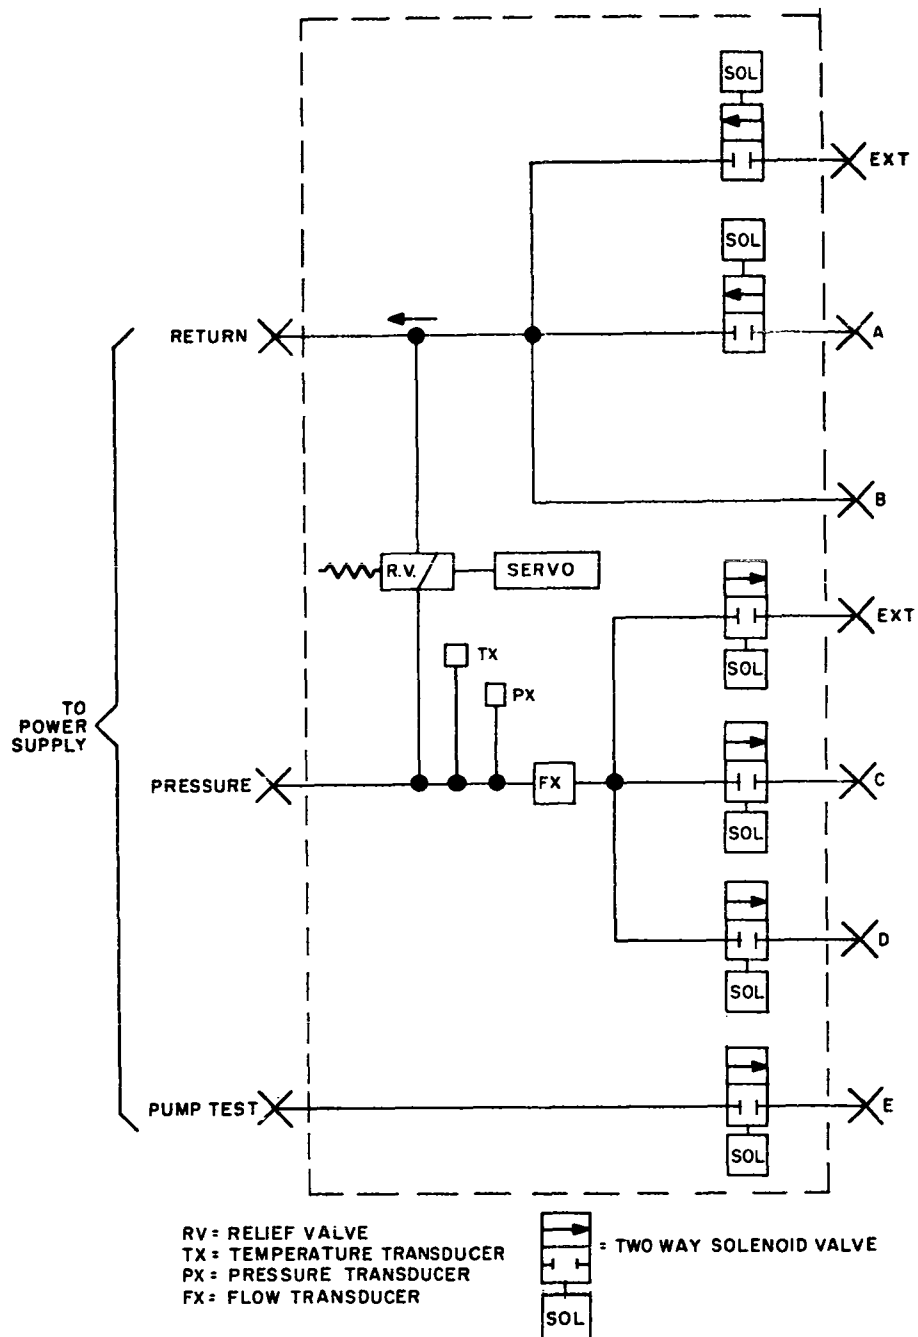 SOL
EXT
SOL
RETURN
A
B
R.V.
SERVO
EXT
TX
SOL
PX
TO
POWER
SUPPLY
PRESSURE
FX
C
SOL
D
SOL
PUMP TEST
E
SOL
RV= RELIEF VALVE
TX= TEMPERATURE TRANSDUCER
PX= PRESSURE TRANSDUCER
FX= FLOW TRANSDUCER
= TWO WAY SOLENOID VALVE
SOL